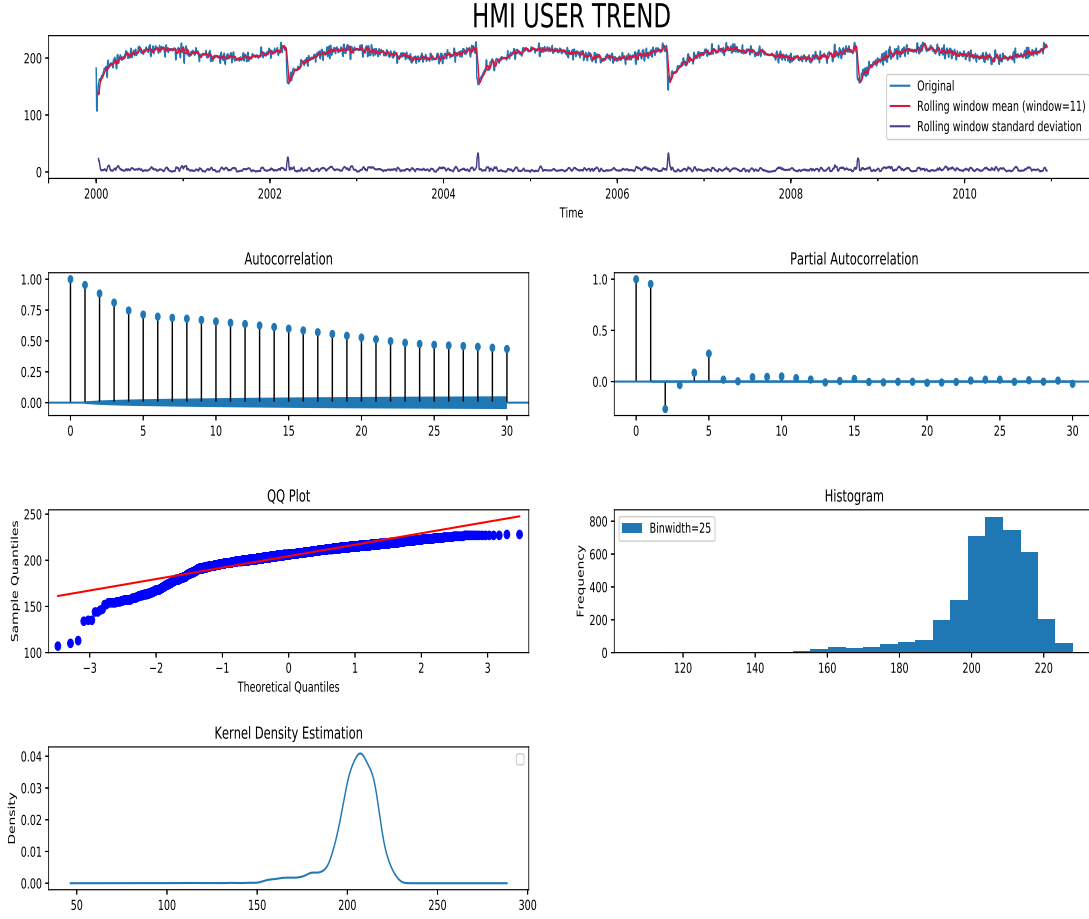 HMI USER TREND
200
100
0
Original
Rolling window mean (window=11)
Rolling window standard deviation
2000 2002 2004 2006 2008 2010
Time
Autocorrelation
1.00
0.75
0.50
0.25
0.00
0 5 10 15 20 25 30
Partial Autocorrelation
1.0
0.5
0.0
0 5 10 15 20 25 30
QQ Plot
Sample Quantiles
250
200
150
100
−3 −2 −1 0 1 2 3
Theoretical Quantiles
Histogram
Binwidth=25
Frequency
800
600
400
200
0
120 140 160 180 200 220
Kernel Density Estimation
Density
0.04
0.03
0.02
0.01
0.00
50 100 150 200 250 300